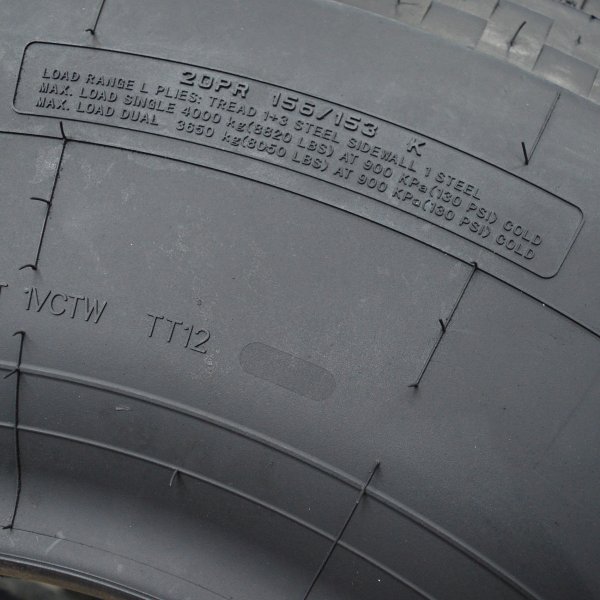 20PR 156/153 K
LOAD RANGE L PLIES: TREAD 1+3 STEEL SIDEWALL 1 STEEL
MAX. LOAD SINGLE 4000 kg(8820 LBS) AT 900 KPa(130 PSI) COLD
MAX. LOAD DUAL 3650 kg(8050 LBS) AT 900 KPa(130 PSI) COLD
T 1VCTW TT12